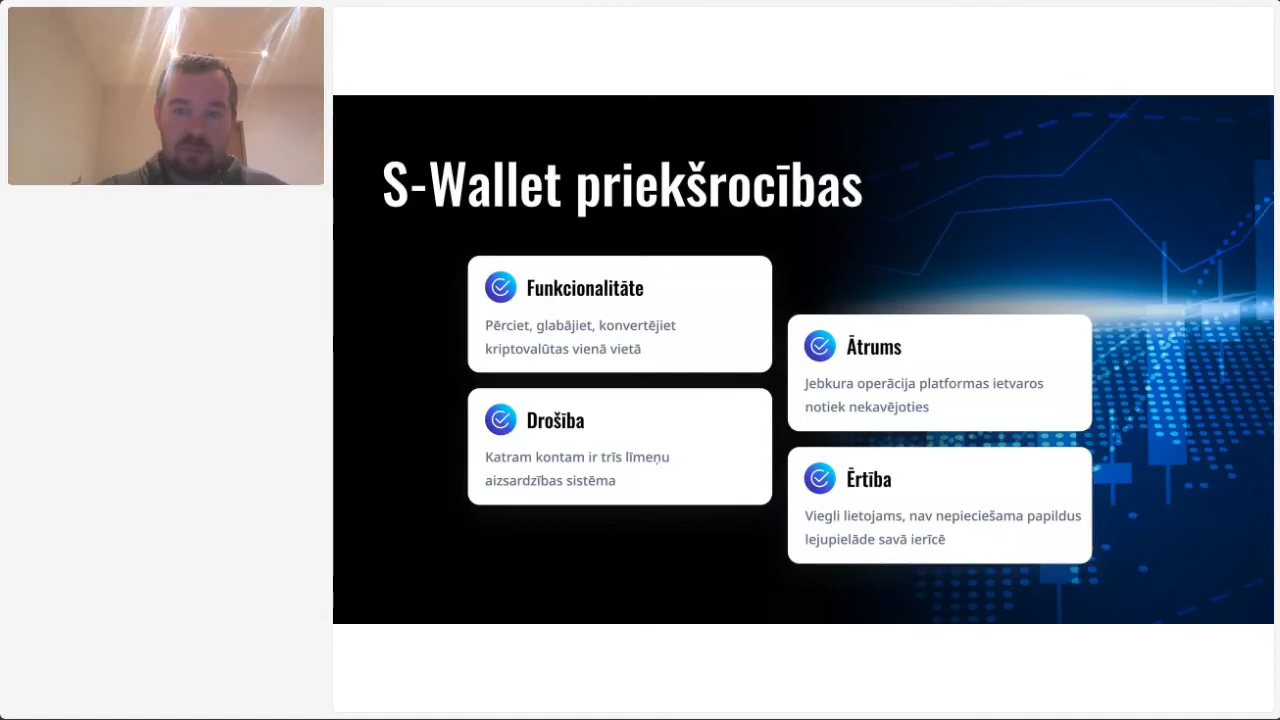 S-Wallet priekšrocības
Funkcionalitāte
Pērciet, glabājiet, konvertējiet
kriptovalūtas vienā vietā
Drošība
Katram kontam ir trīs līmeņu
aizsardzības sistēma
Ātrums
Jebkura operācija platformas ietvaros
notiek nekavējoties
Ērtība
Viegli lietojams, nav nepieciešama papildus
lejupielāde savā ierīcē